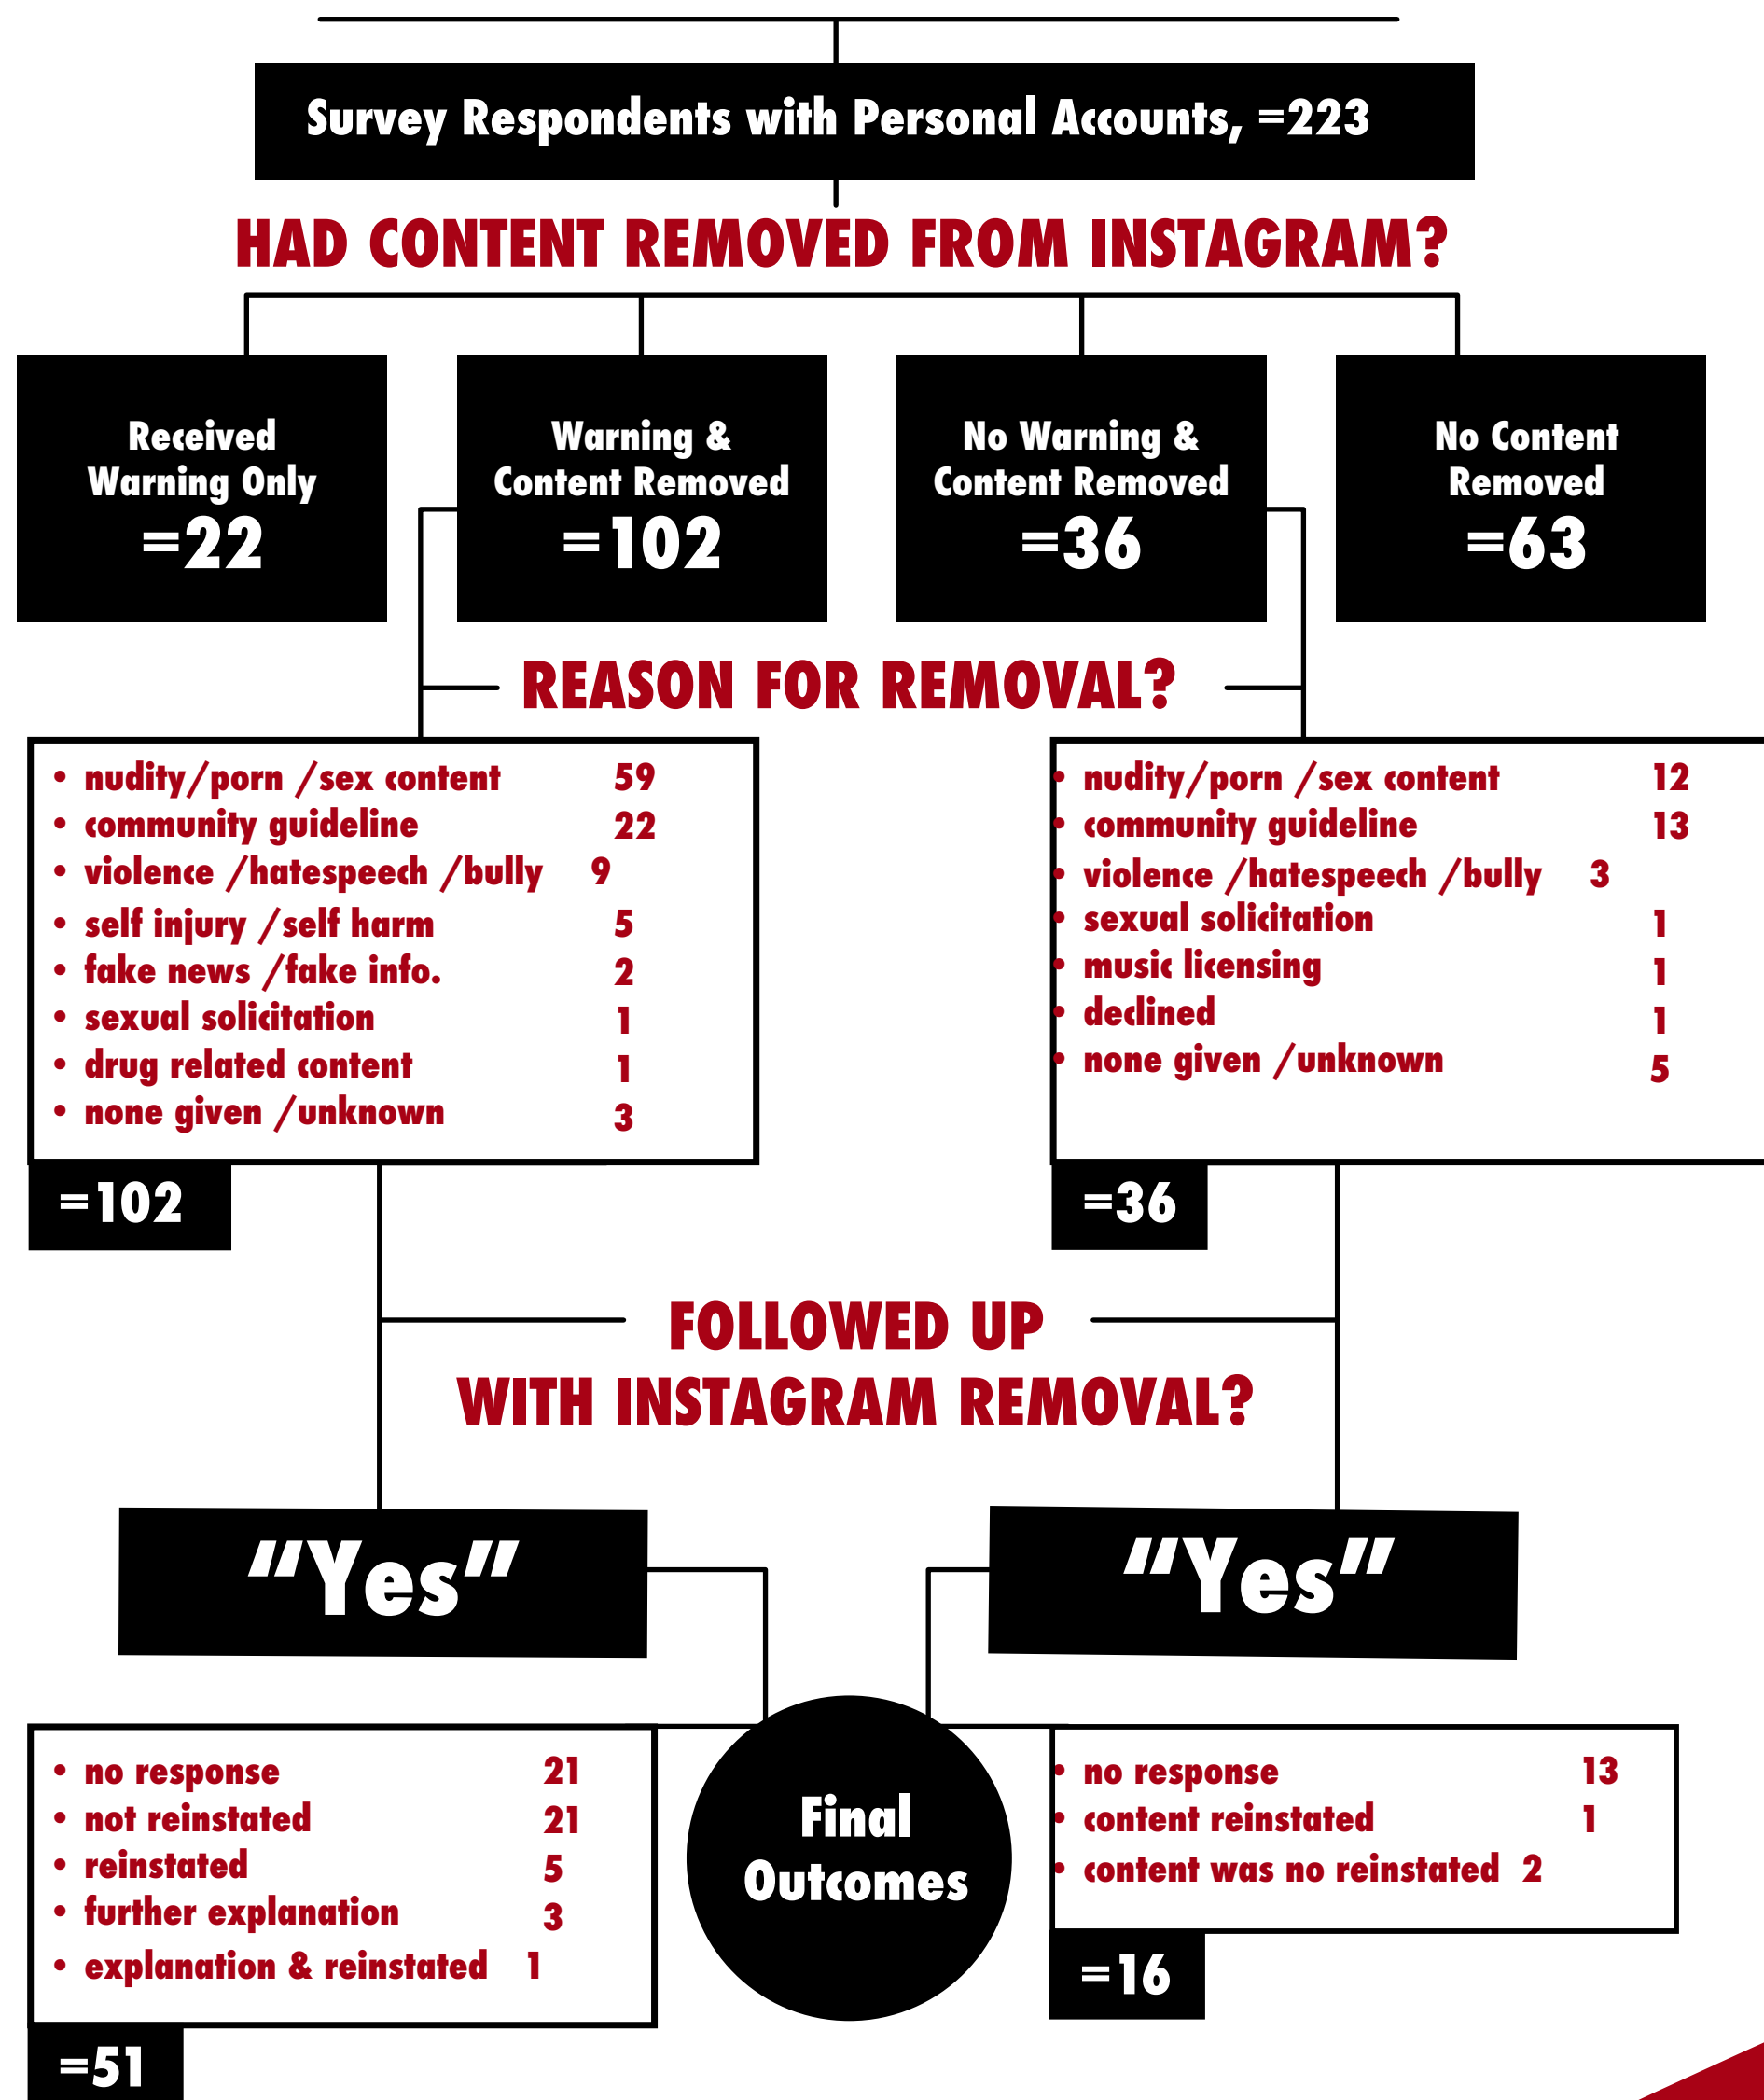 Survey Respondents with Personal Accounts, =223
HAD CONTENT REMOVED FROM INSTAGRAM?
Received
Warning Only
=22
Warning &
Content Removed
=102
No Warning &
Content Removed
=36
No Content
Removed
=63
REASON FOR REMOVAL?
• nudity/porn /sex content 59
• community guideline 22
• violence /hatespeech /bully 9
• self injury /self harm 5
• fake news /fake info. 2
• sexual solicitation 1
• drug related content 1
• none given /unknown 3
=102
• nudity/porn /sex content 12
• community guideline 13
• violence /hatespeech /bully 3
• sexual solicitation 1
• music licensing 1
• declined 1
• none given /unknown 5
=36
FOLLOWED UP
WITH INSTAGRAM REMOVAL?
"Yes"
"Yes"
• no response 21
• not reinstated 21
• reinstated 5
• further explanation 3
• explanation & reinstated 1
=51
Final
Outcomes
• no response 13
• content reinstated 1
• content was no reinstated 2
=16